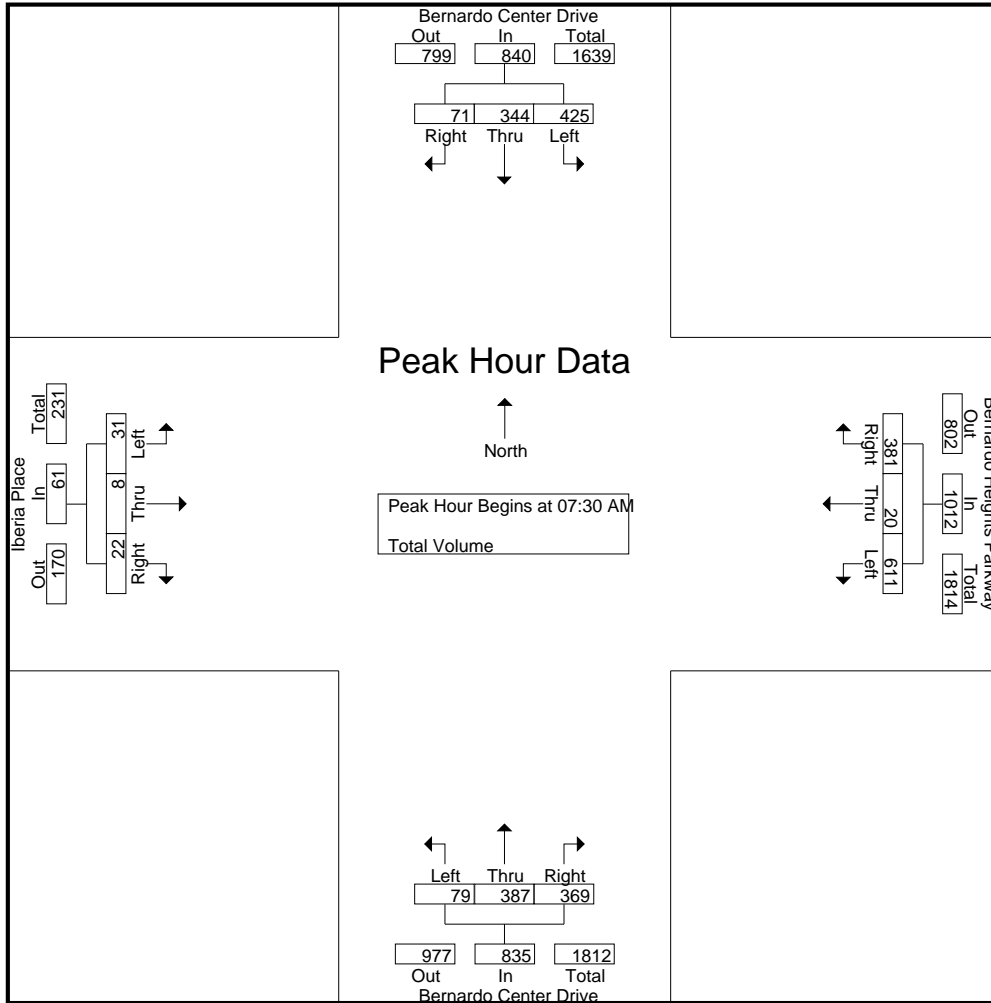 Bernardo Center Drive
Out In Total
799 840 1639
71 344 425
Right Thru Left
Peak Hour Data
North
Peak Hour Begins at 07:30 AM
Total Volume
Iberia Place
Total In Out
231 61 170
31 8 22
Left Thru Right
Bernardo Heights Parkway
Out In Total
802 1012 1814
381 20 611
Right Thru Left
Left Thru Right
79 387 369
977 835 1812
Out In Total
Bernardo Center Drive